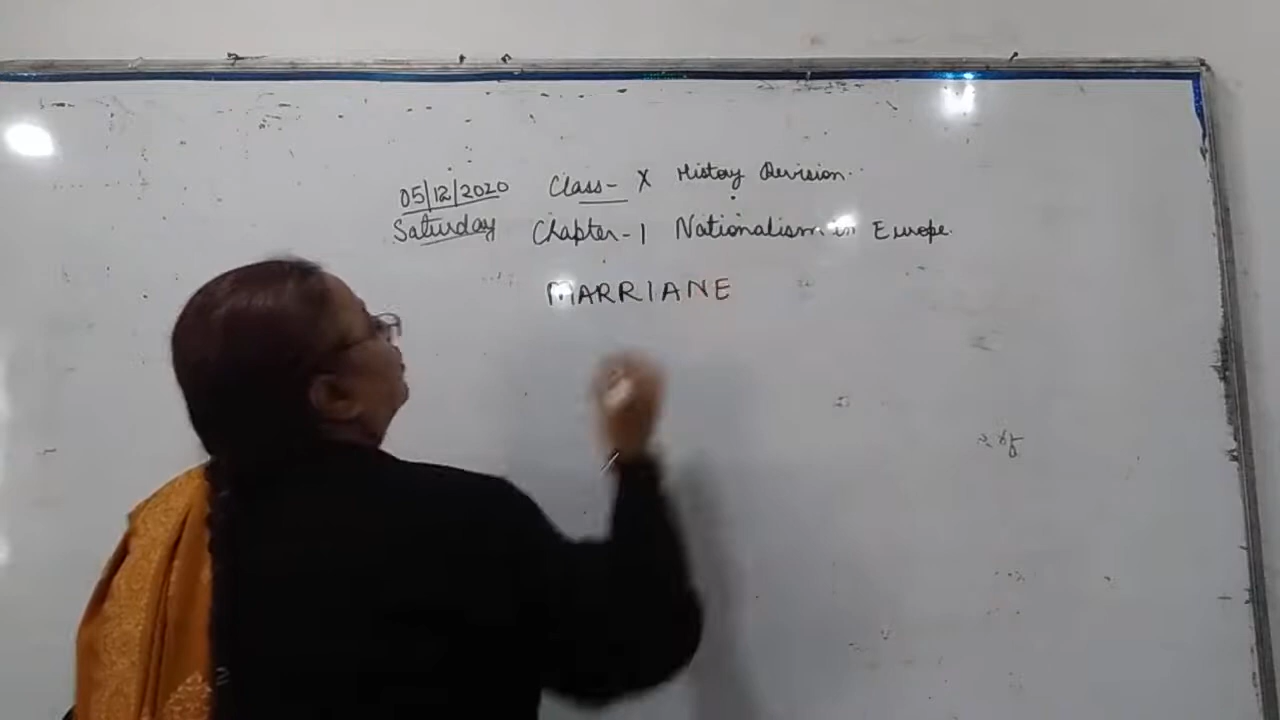 05/12/2020 Class- X History Revision..
Saturday Chapter-1 Nationalism in Europe.
MARRIANE